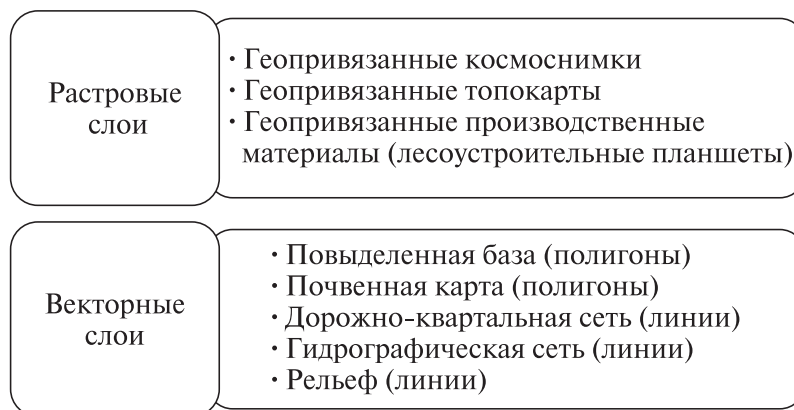 Растровые
слои
· Геопривязанные космоснимки
· Геопривязанные топокарты
· Геопривязанные производственные
материалы (лесоустроительные планшеты)
Векторные
слои
· Повыделенная база (полигоны)
· Почвенная карта (полигоны)
· Дорожно-квартальная сеть (линии)
· Гидрографическая сеть (линии)
· Рельеф (линии)